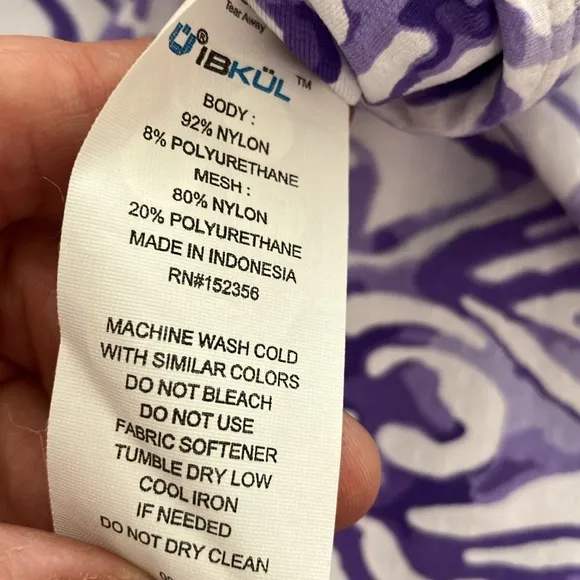 Tear Away
IBKÜL™
BODY :
92% NYLON
8% POLYURETHANE
MESH :
80% NYLON
20% POLYURETHANE
MADE IN INDONESIA
RN#152356
MACHINE WASH COLD
WITH SIMILAR COLORS
DO NOT BLEACH
DO NOT USE
FABRIC SOFTENER
TUMBLE DRY LOW
COOL IRON
IF NEEDED
DO NOT DRY CLEAN